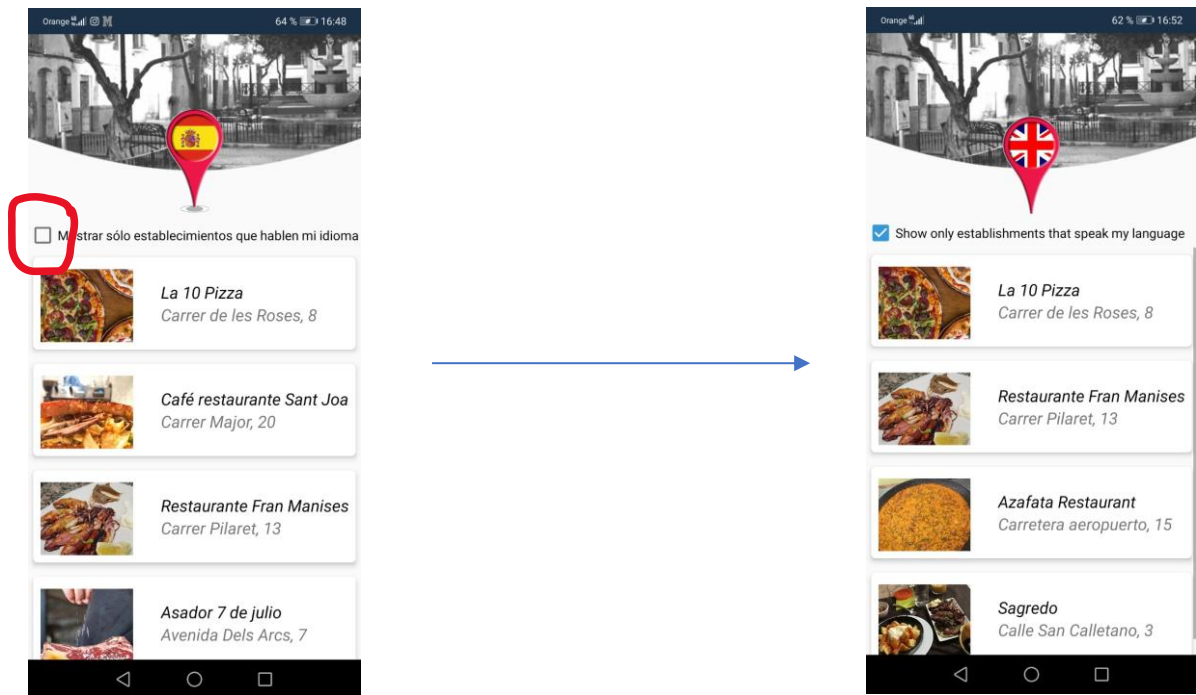 Orange 64 % 16:48
Mostrar sólo establecimientos que hablen mi idioma
La 10 Pizza
Carrer de les Roses, 8
Café restaurante Sant Joa
Carrer Major, 20
Restaurante Fran Manises
Carrer Pilaret, 13
Asador 7 de julio
Avenida Dels Arcs, 7
Orange 62 % 16:52
Show only establishments that speak my language
La 10 Pizza
Carrer de les Roses, 8
Restaurante Fran Manises
Carrer Pilaret, 13
Azafata Restaurant
Carretera aeropuerto, 15
Sagredo
Calle San Calletano, 3